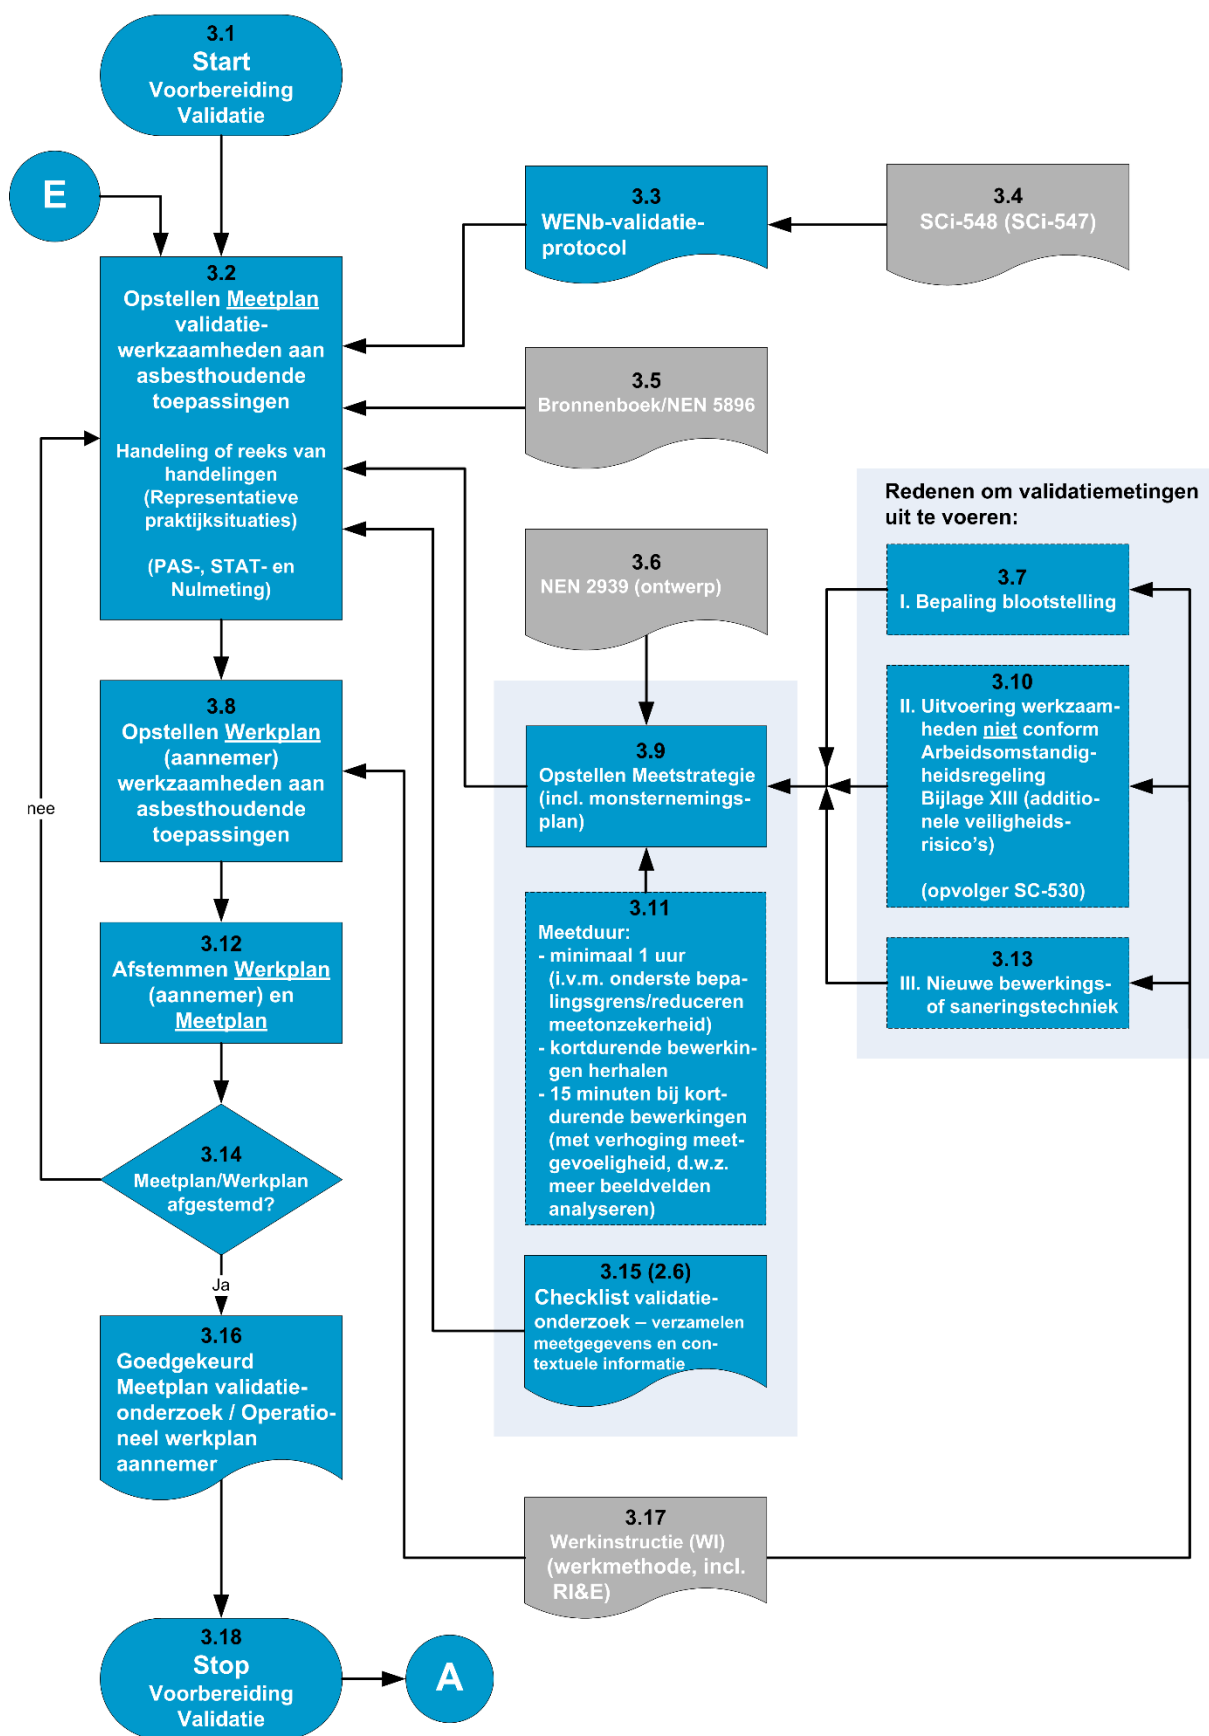 3.1
Start
Voorbereiding
Validatie
E
3.2
Opstellen Meetplan
validatie-
werkzaamheden aan
asbesthoudende
toepassingen
Handeling of reeks van
handelingen
(Representatieve
praktijksituaties)
(PAS-, STAT- en
Nulmeting)
3.3
WENb-validatie-
protocol
3.4
SCi-548 (SCi-547)
3.5
Bronnenboek/NEN 5896
3.6
NEN 2939 (ontwerp)
Redenen om validatiemetingen
uit te voeren:
3.7
I. Bepaling blootstelling
3.8
Opstellen Werkplan
(aannemer)
werkzaamheden aan
asbesthoudende
toepassingen
3.9
Opstellen Meetstrategie
(incl. monsternemings-
plan)
3.10
II. Uitvoering werkzaam-
heden niet conform
Arbeidsomstandig-
heidsregeling
Bijlage XIII (additio-
nele veiligheids-
risico's)
(opvolger SC-530)
3.11
Meetduur:
- minimaal 1 uur
(i.v.m. onderste bepa-
lingsgrens/reduceren
meetonzekerheid)
- kortdurende bewerkin-
gen herhalen
- 15 minuten bij kort-
durende bewerkingen
(met verhoging meet-
gevoeligheid, d.w.z.
meer beeldvelden
analyseren)
3.12
Afstemmen Werkplan
(aannemer) en
Meetplan
3.13
III. Nieuwe bewerkings-
of saneringstechniek
3.14
Meetplan/Werkplan
afgestemd?
nee
Ja
3.15 (2.6)
Checklist validatie-
onderzoek – verzamelen
meetgegevens en con-
textuele informatie
3.16
Goedgekeurd
Meetplan validatie-
onderzoek / Operatio-
neel werkplan
aannemer
3.17
Werkinstructie (WI)
(werkmethode, incl.
RI&E)
3.18
Stop
Voorbereiding
Validatie
A